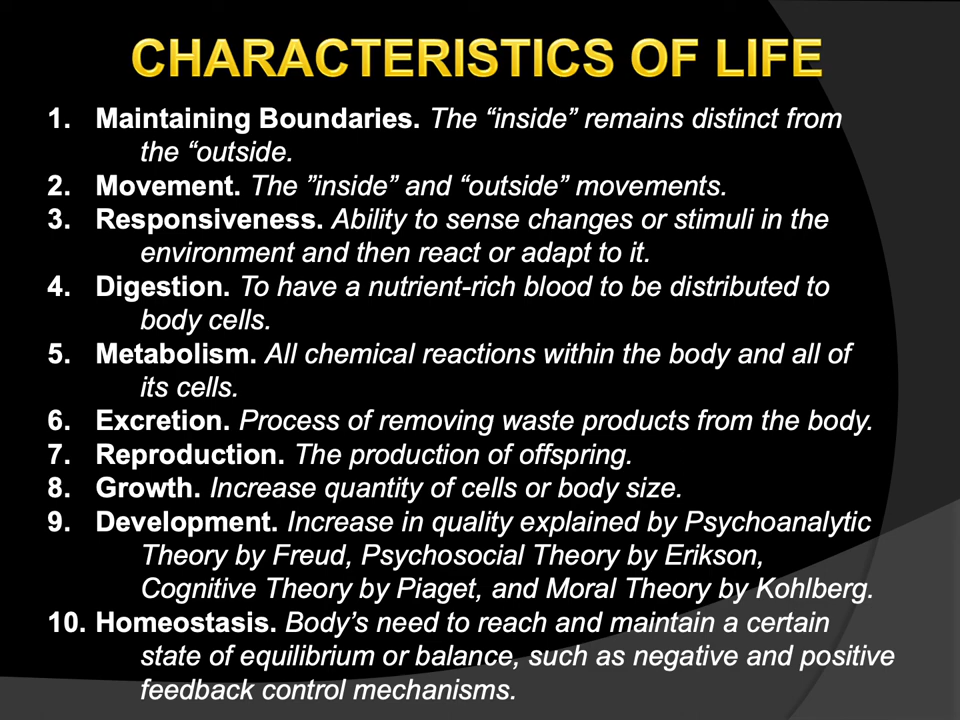 CHARACTERISTICS OF LIFE
1. Maintaining Boundaries. The “inside” remains distinct from
the “outside.
2. Movement. The ”inside” and “outside” movements.
3. Responsiveness. Ability to sense changes or stimuli in the
environment and then react or adapt to it.
4. Digestion. To have a nutrient-rich blood to be distributed to
body cells.
5. Metabolism. All chemical reactions within the body and all of
its cells.
6. Excretion. Process of removing waste products from the body.
7. Reproduction. The production of offspring.
8. Growth. Increase quantity of cells or body size.
9. Development. Increase in quality explained by Psychoanalytic
Theory by Freud, Psychosocial Theory by Erikson,
Cognitive Theory by Piaget, and Moral Theory by Kohlberg.
10. Homeostasis. Body’s need to reach and maintain a certain
state of equilibrium or balance, such as negative and positive
feedback control mechanisms.